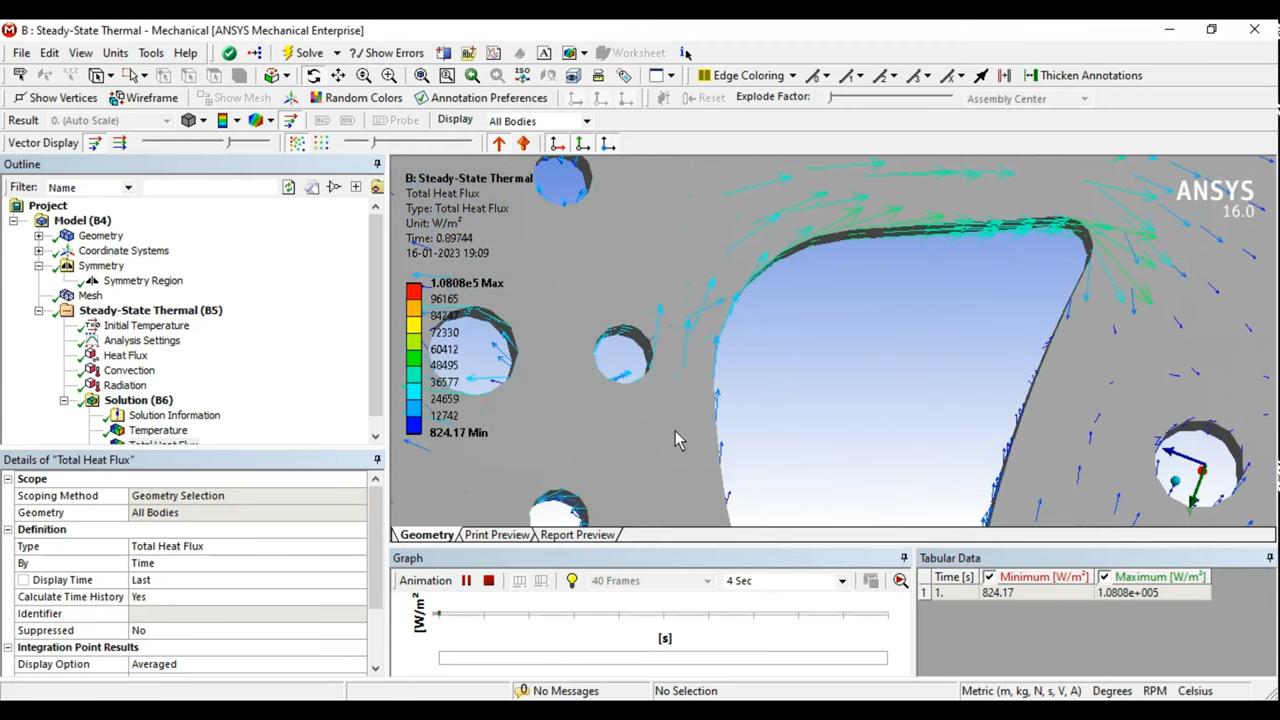 B : Steady-State Thermal - Mechanical [ANSYS Mechanical Enterprise]
File Edit View Units Tools Help Solve ?/ Show Errors Worksheet
Edge Coloring Thicken Annotations
Show Vertices Wireframe Show Mesh Random Colors Annotation Preferences Reset Explode Factor: Assembly Center
Result 0. (Auto Scale) MAX MIN Probe Display All Bodies
Vector Display
Outline
Filter: Name
Project
Model (B4)
Geometry
Coordinate Systems
Symmetry
Symmetry Region
Mesh
Steady-State Thermal (B5)
Initial Temperature
Analysis Settings
Heat Flux
Convection
Radiation
Solution (B6)
Solution Information
Temperature
Total Heat Flux
B: Steady-State Thermal
Total Heat Flux
Type: Total Heat Flux
Unit: W/m²
Time: 0.89744
16-01-2023 19:09
1.0808e5 Max
96165
84247
72330
60412
48495
36577
24659
12742
824.17 Min
ANSYS
16.0
Details of "Total Heat Flux"
Scope
Scoping Method Geometry Selection
Geometry All Bodies
Definition
Type Total Heat Flux
By Time
Display Time Last
Calculate Time History Yes
Identifier
Suppressed No
Integration Point Results
Display Option Averaged
Geometry Print Preview Report Preview
Graph
Animation 40 Frames 4 Sec
[W/m²]
[s]
Tabular Data
Time [s] Minimum [W/m²] Maximum [W/m²]
1 1. 824.17 1.0808e+005
0 No Messages No Selection Metric (m, kg, N, s, V, A) Degrees RPM Celsius